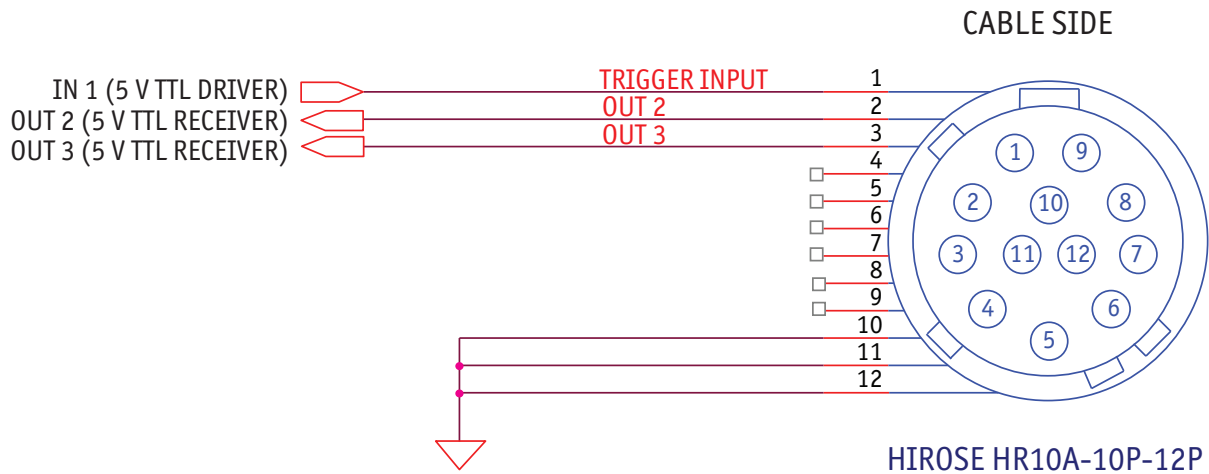 CABLE SIDE
IN 1 (5 V TTL DRIVER)
TRIGGER INPUT
1
OUT 2 (5 V TTL RECEIVER)
OUT 2
2
OUT 3 (5 V TTL RECEIVER)
OUT 3
3
4
5
6
7
8
9
10
11
12
1 9
2 10 8
3 11 12 7
4 6
5
HIROSE HR10A-10P-12P